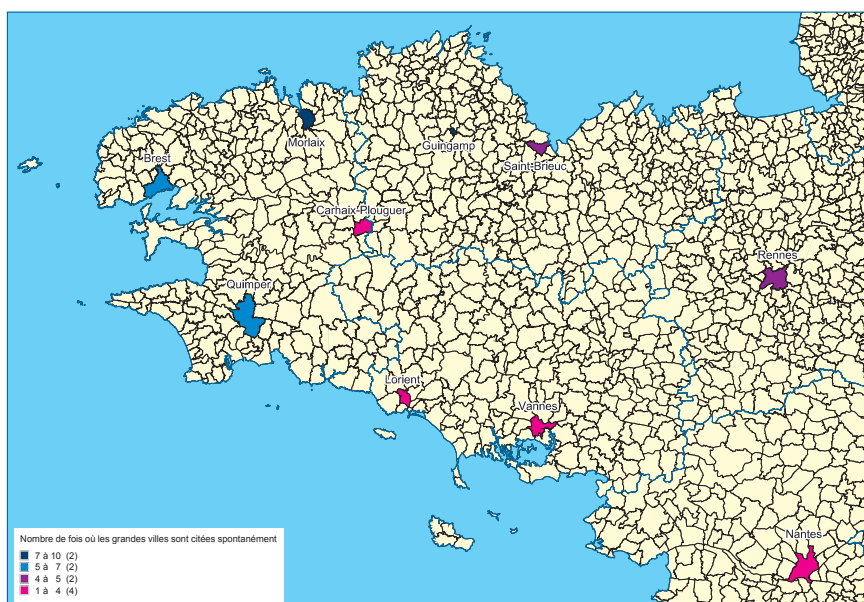 Morlaix
Guingamp
Brest
Saint-Brieuc
Carhaix-Plouguer
Rennes
Quimper
Lorient
Vannes
Nantes
Nombre de fois où les grandes villes sont citées spontanément
7 à 10 (2)
5 à 7 (2)
4 à 5 (2)
1 à 4 (4)